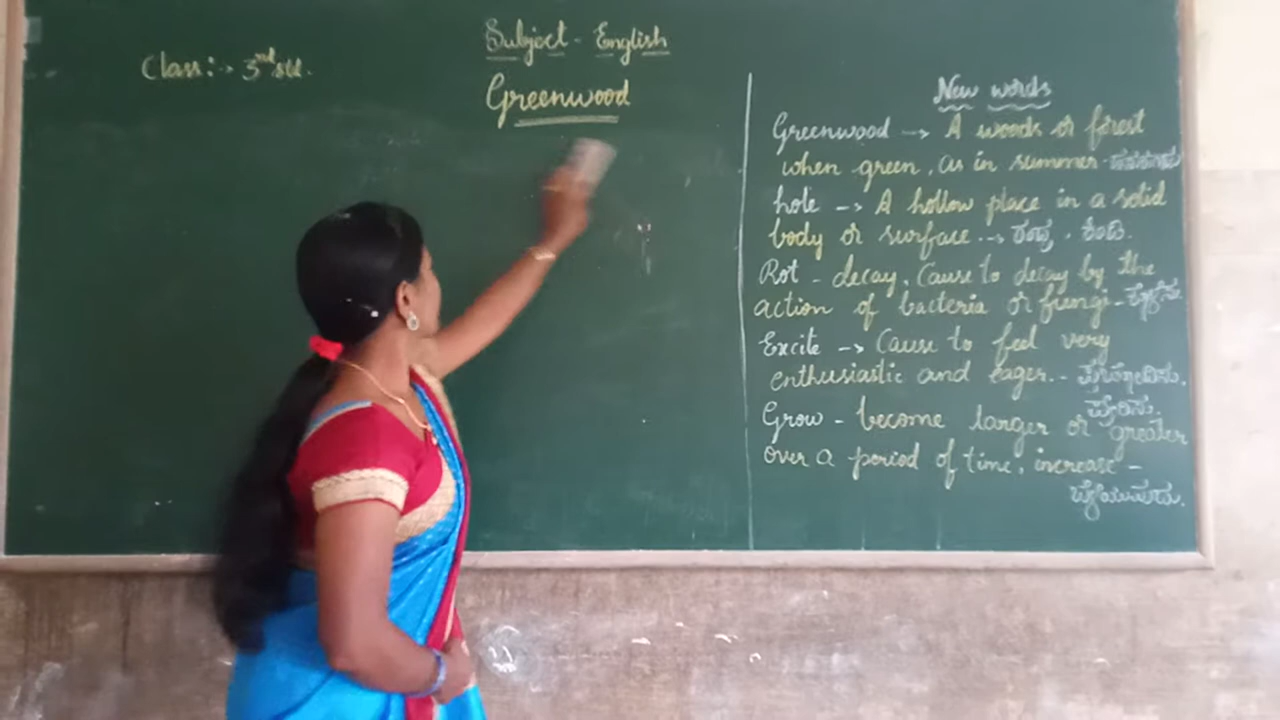 Class:-> 3rd std.
Subject - English
Greenwood
New words
Greenwood -> A woods or forest
when green, as in summer -
hole -> A hollow place in a solid
body or surface -> ರಂಧ್ರ,
Rot - decay, Cause to decay by the
action of bacteria or fungi -
Excite -> Cause to feel very
enthusiastic and eager. -
Grow - become larger or greater
over a period of time, increase -